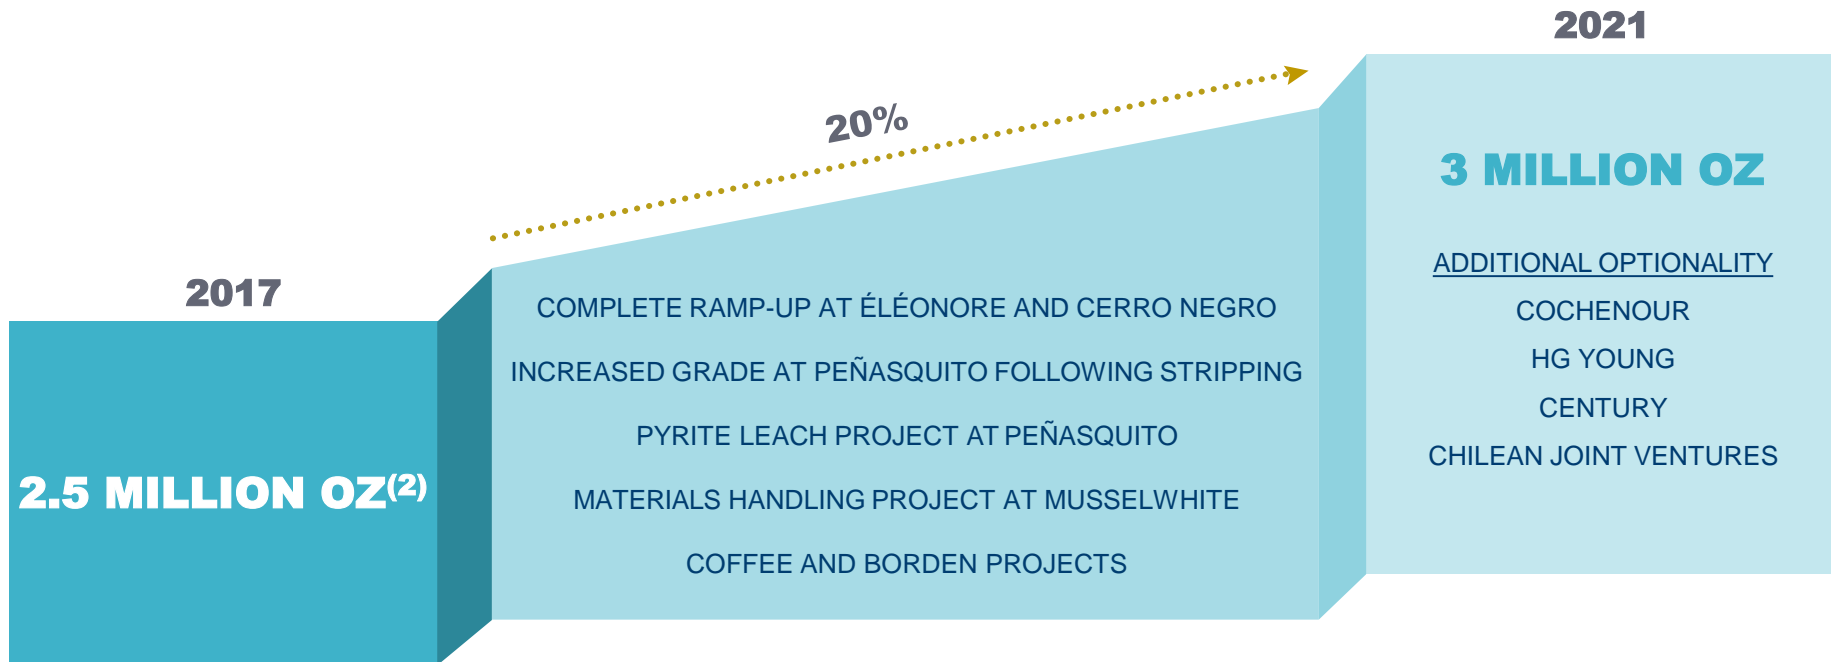 2017
2.5 MILLION OZ(2)
20%
COMPLETE RAMP-UP AT ÉLÉONORE AND CERRO NEGRO
INCREASED GRADE AT PEÑASQUITO FOLLOWING STRIPPING
PYRITE LEACH PROJECT AT PEÑASQUITO
MATERIALS HANDLING PROJECT AT MUSSELWHITE
COFFEE AND BORDEN PROJECTS
2021
3 MILLION OZ
ADDITIONAL OPTIONALITY
COCHENOUR
HG YOUNG
CENTURY
CHILEAN JOINT VENTURES